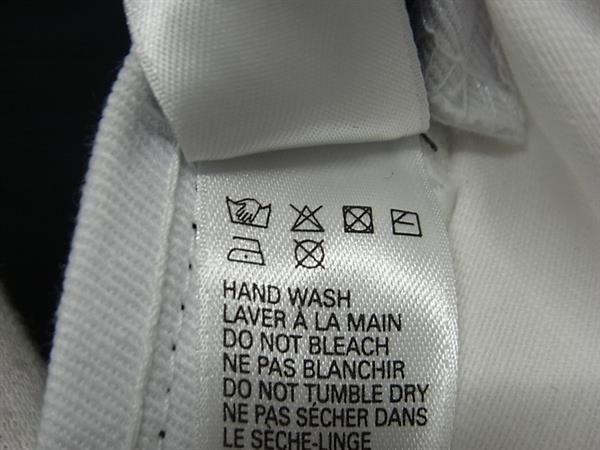 HAND WASH
LAVER À LA MAIN
DO NOT BLEACH
NE PAS BLANCHIR
DO NOT TUMBLE DRY
NE PAS SÉCHER DANS
LE SÈCHE-LINGE